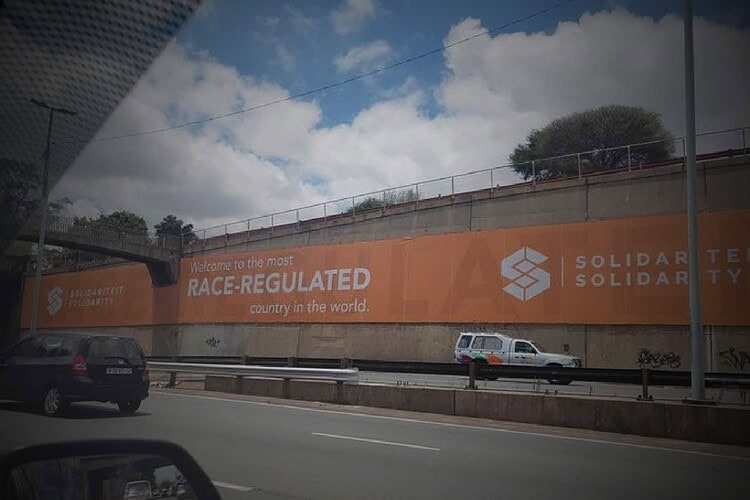 SOLIDARITEIT
SOLIDARITY
Welcome to the most
RACE-REGULATED
country in the world.
SOLIDARITEIT
SOLIDARITY